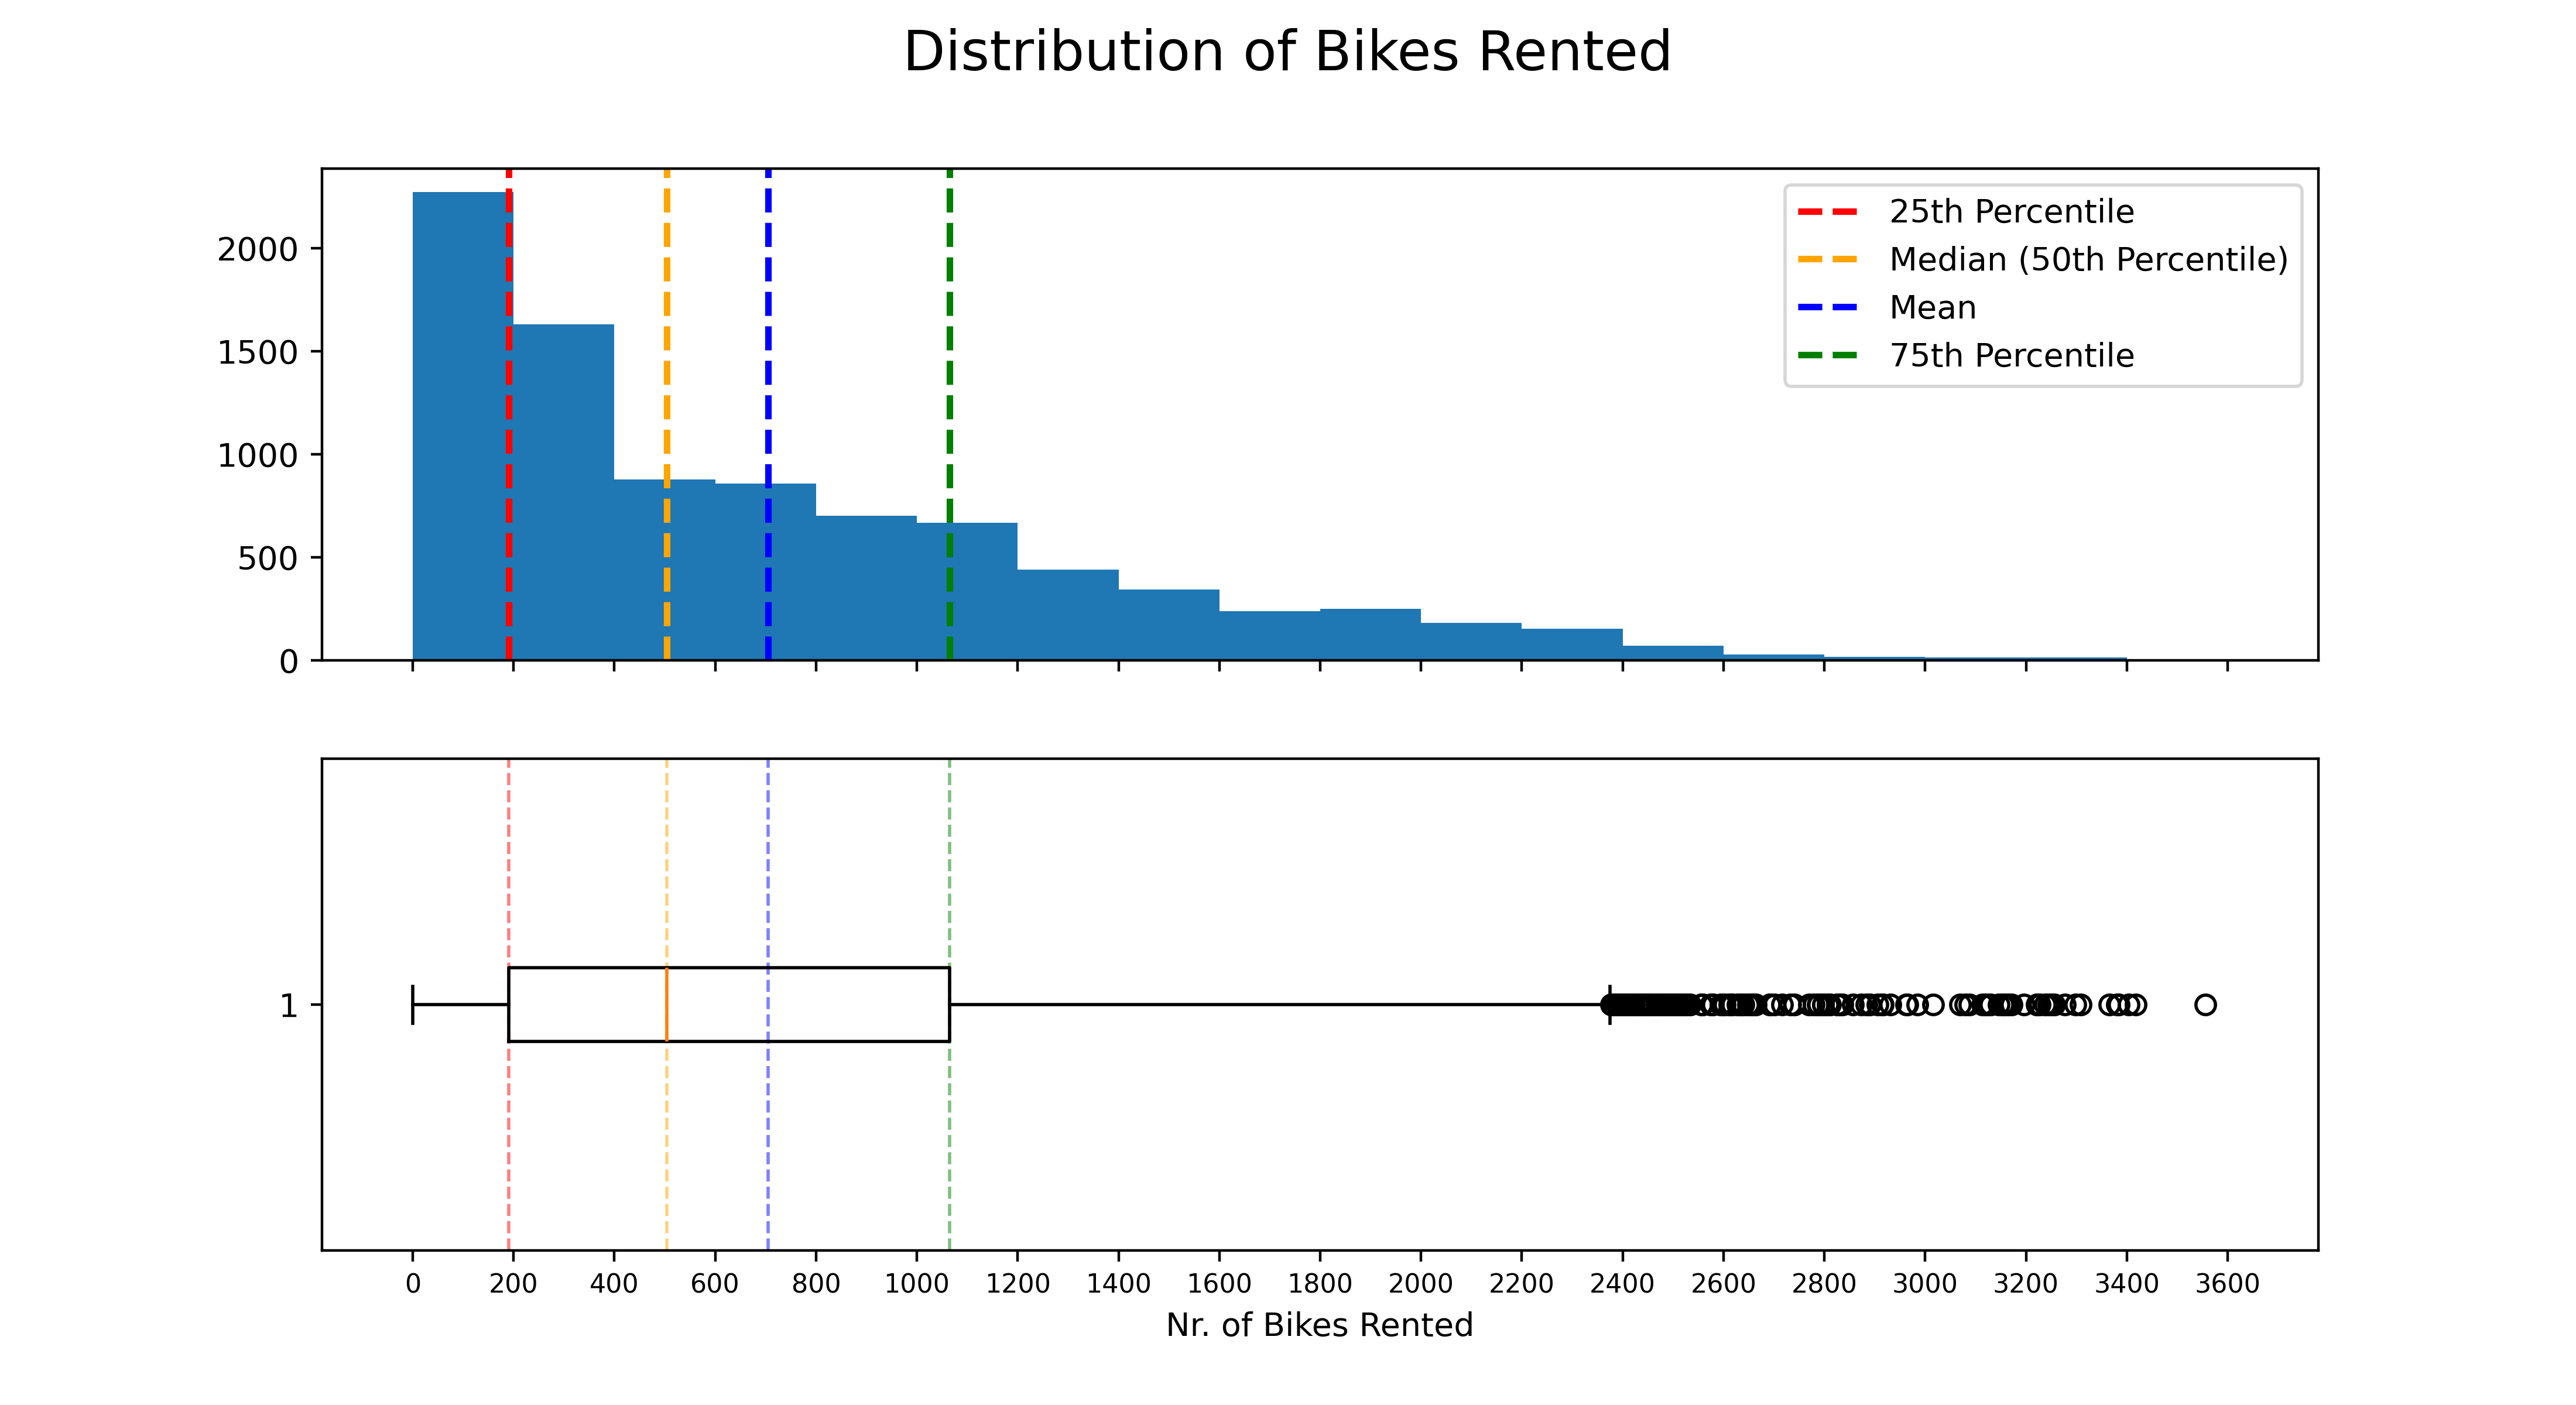 Distribution of Bikes Rented
2000
1500
1000
500
0
25th Percentile
Median (50th Percentile)
Mean
75th Percentile
1
0 200 400 600 800 1000 1200 1400 1600 1800 2000 2200 2400 2600 2800 3000 3200 3400 3600
Nr. of Bikes Rented